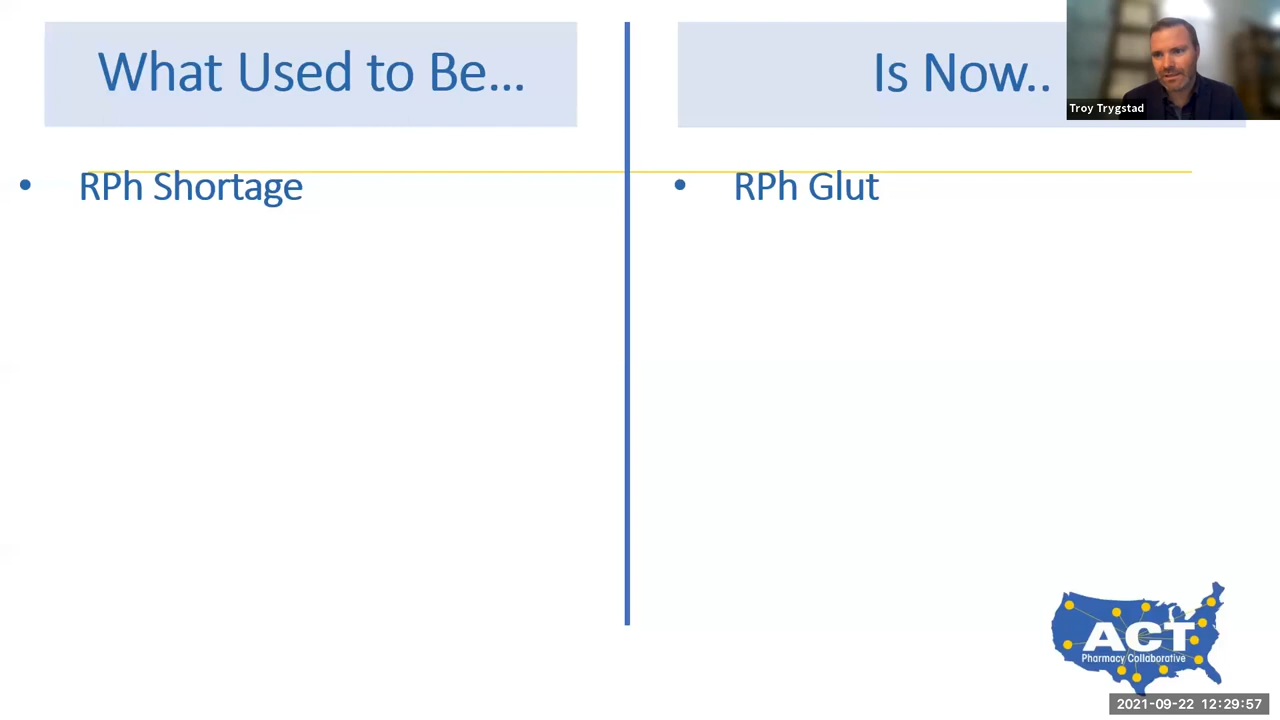 What Used to Be...
Is Now..
Troy Trygstad
• RPh Shortage
• RPh Glut
ACT
Pharmacy Collaborative
2021-09-22 12:29:57